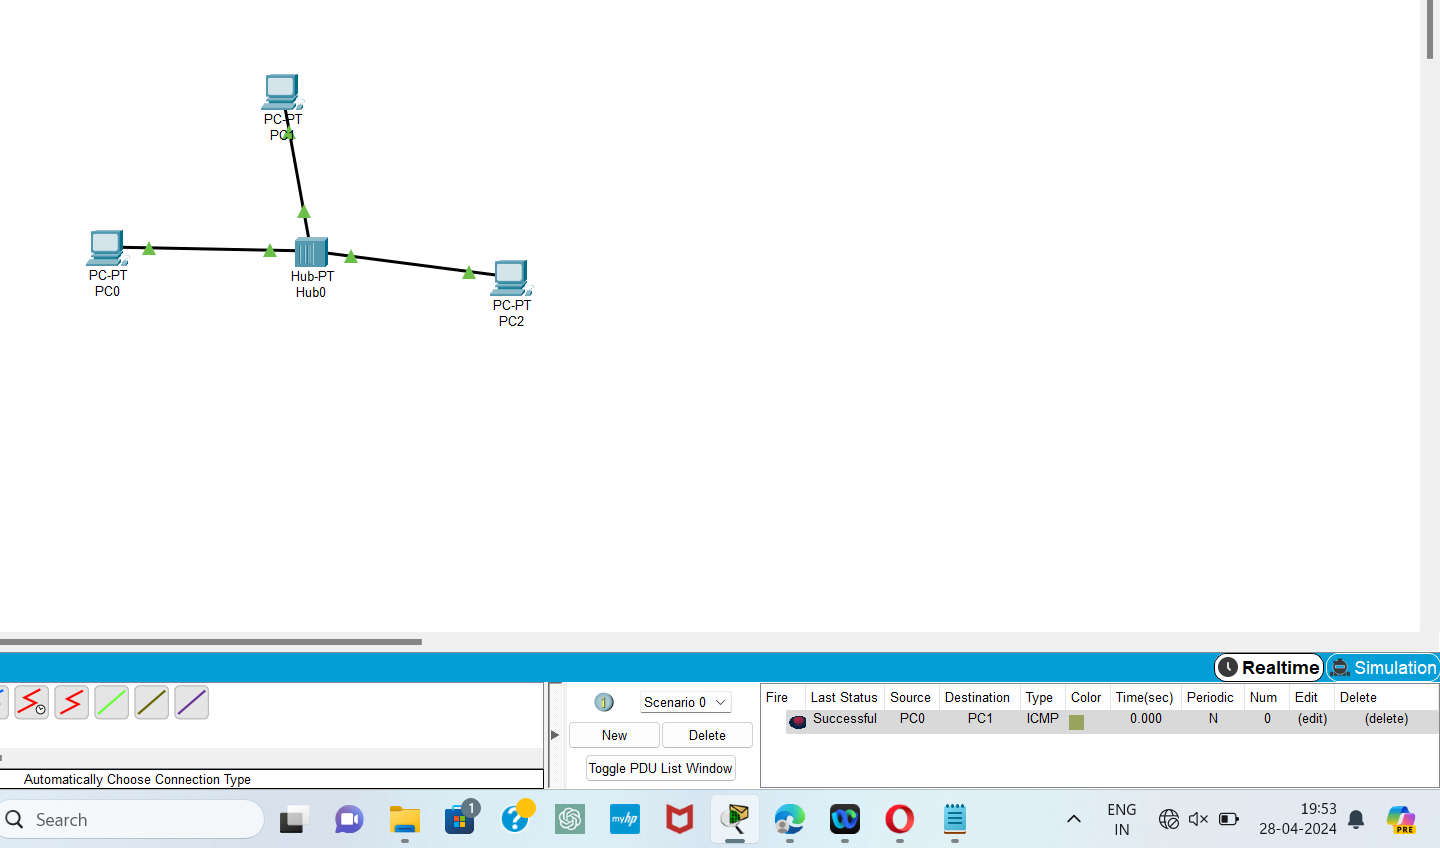 PC-PT
PC1
PC-PT
PC0
Hub-PT
Hub0
PC-PT
PC2
Realtime
Simulation
Scenario 0
New
Delete
Toggle PDU List Window
Fire Last Status Source Destination Type Color Time(sec) Periodic Num Edit Delete
Successful PC0 PC1 ICMP 0.000 N 0 (edit) (delete)
Automatically Choose Connection Type
Search
1
?
myhp
ENG
IN
19:53
28-04-2024
PRE